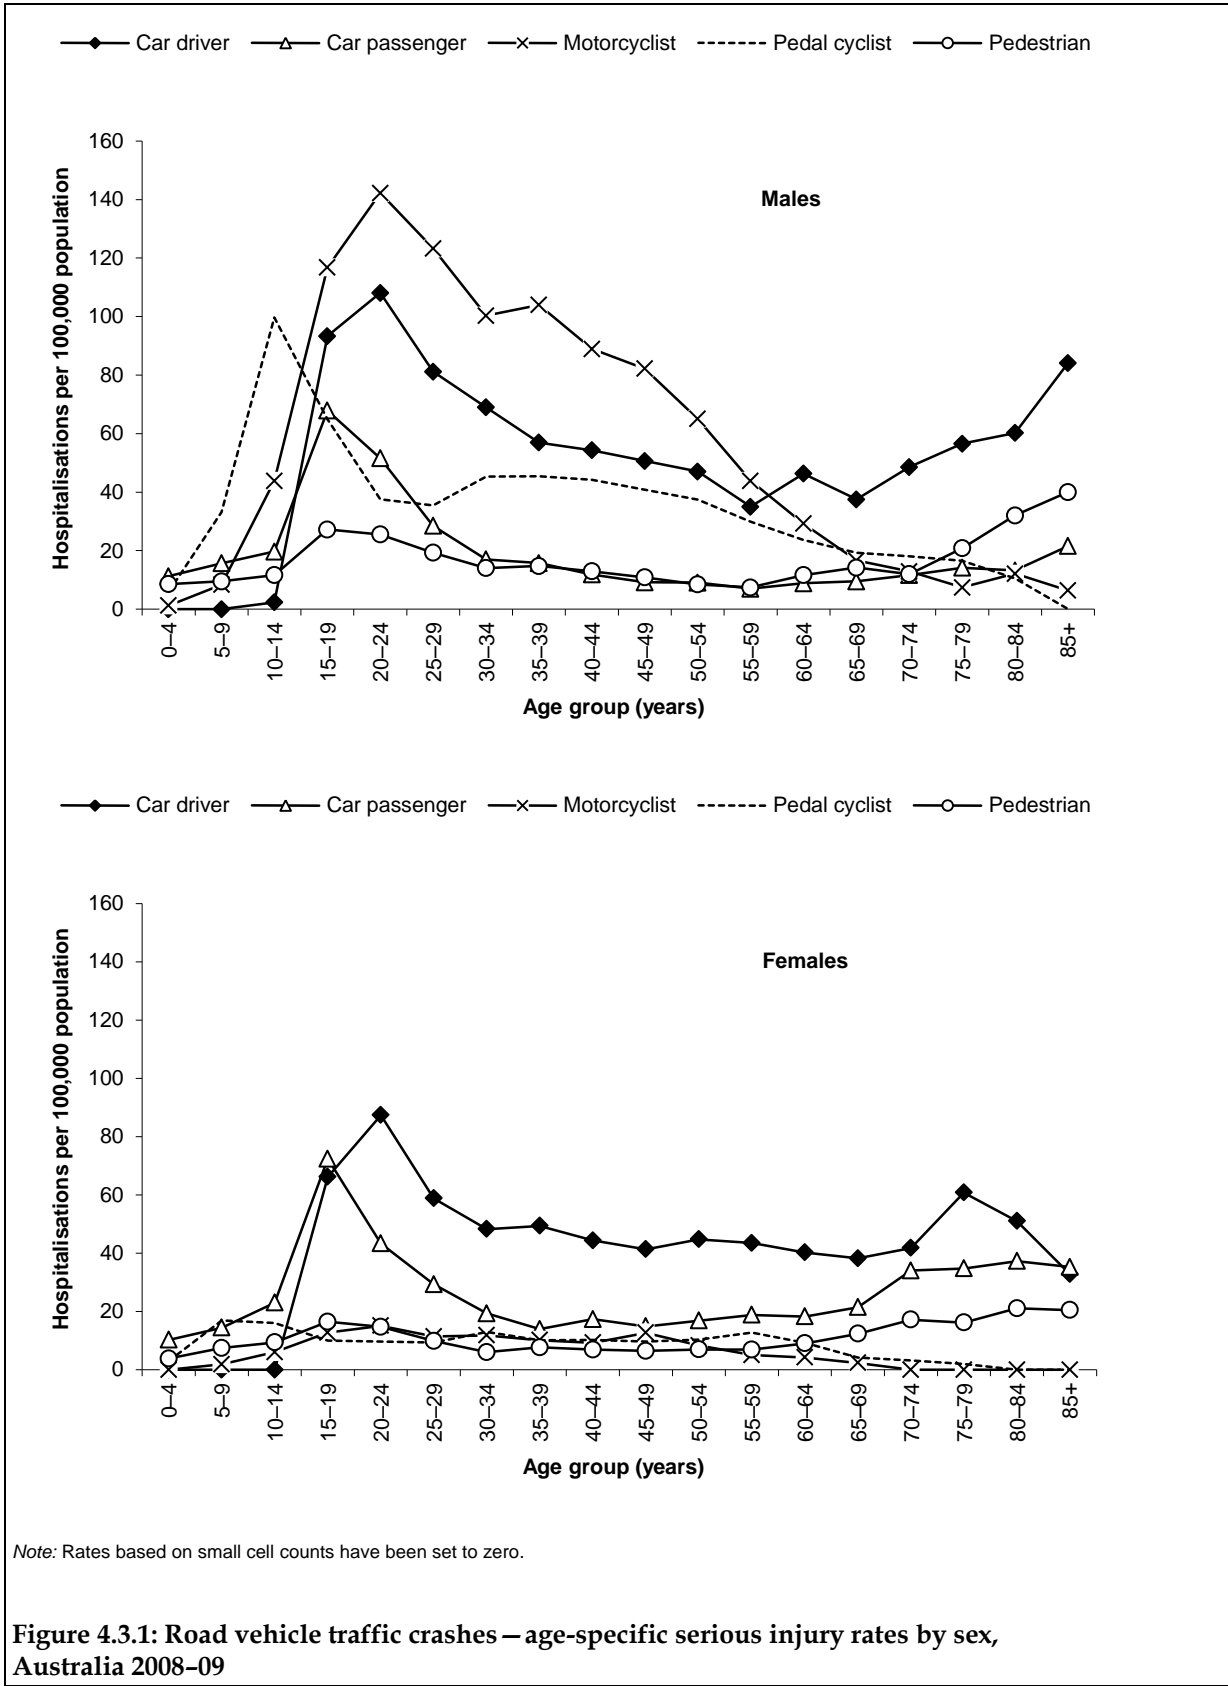 Car driver Car passenger Motorcyclist Pedal cyclist Pedestrian
160
140
120
100
80
60
40
20
0
Hospitalisations per 100,000 population
Males
0–4 5–9 10–14 15–19 20–24 25–29 30–34 35–39 40–44 45–49 50–54 55–59 60–64 65–69 70–74 75–79 80–84 85+
Age group (years)
Car driver Car passenger Motorcyclist Pedal cyclist Pedestrian
160
140
120
100
80
60
40
20
0
Hospitalisations per 100,000 population
Females
0–4 5–9 10–14 15–19 20–24 25–29 30–34 35–39 40–44 45–49 50–54 55–59 60–64 65–69 70–74 75–79 80–84 85+
Age group (years)
Note: Rates based on small cell counts have been set to zero.
Figure 4.3.1: Road vehicle traffic crashes—age-specific serious injury rates by sex,
Australia 2008–09